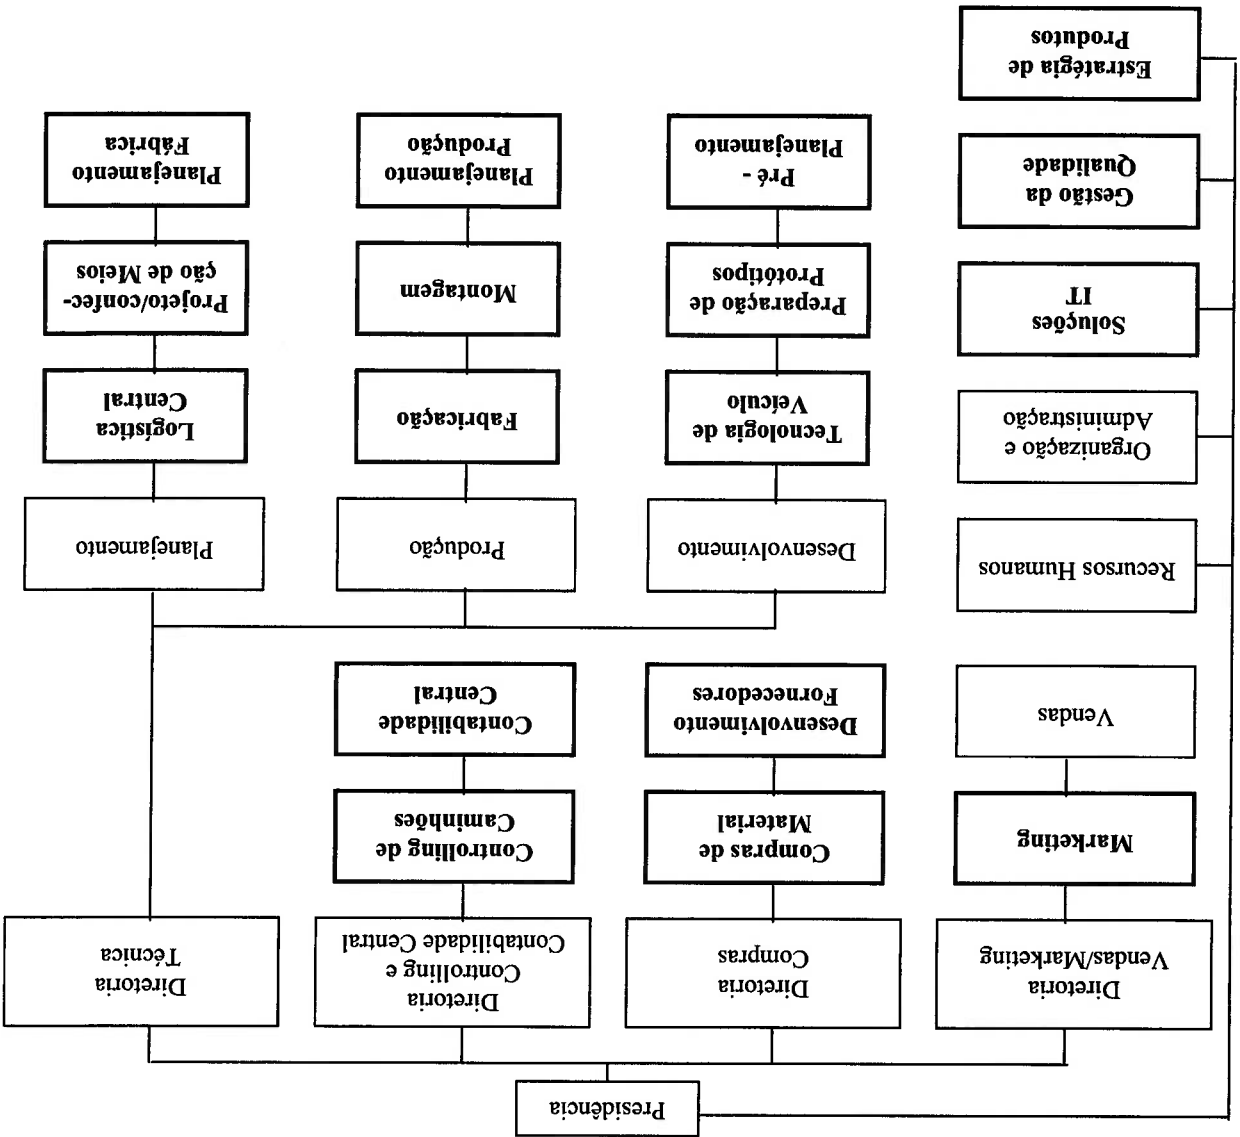 Presidência
Diretoria
Vendas/Marketing
Diretoria
Compras
Diretoria
Controlling e
Contabilidade Central
Diretoria
Técnica
Marketing
Compras de
Material
Controlling de
Caminhões
Vendas
Desenvolvimento
Fornecedores
Contabilidade
Central
Recursos Humanos
Desenvolvimento
Produção
Planejamento
Organização e
Administração
Tecnologia de
Veículo
Fabricação
Logística
Central
Soluções
IT
Preparação de
Protótipos
Montagem
Projeto/confec-
ção de Meios
Gestão da
Qualidade
Pré -
Planejamento
Planejamento
Produção
Planejamento
Fábrica
Estratégia de
Produtos